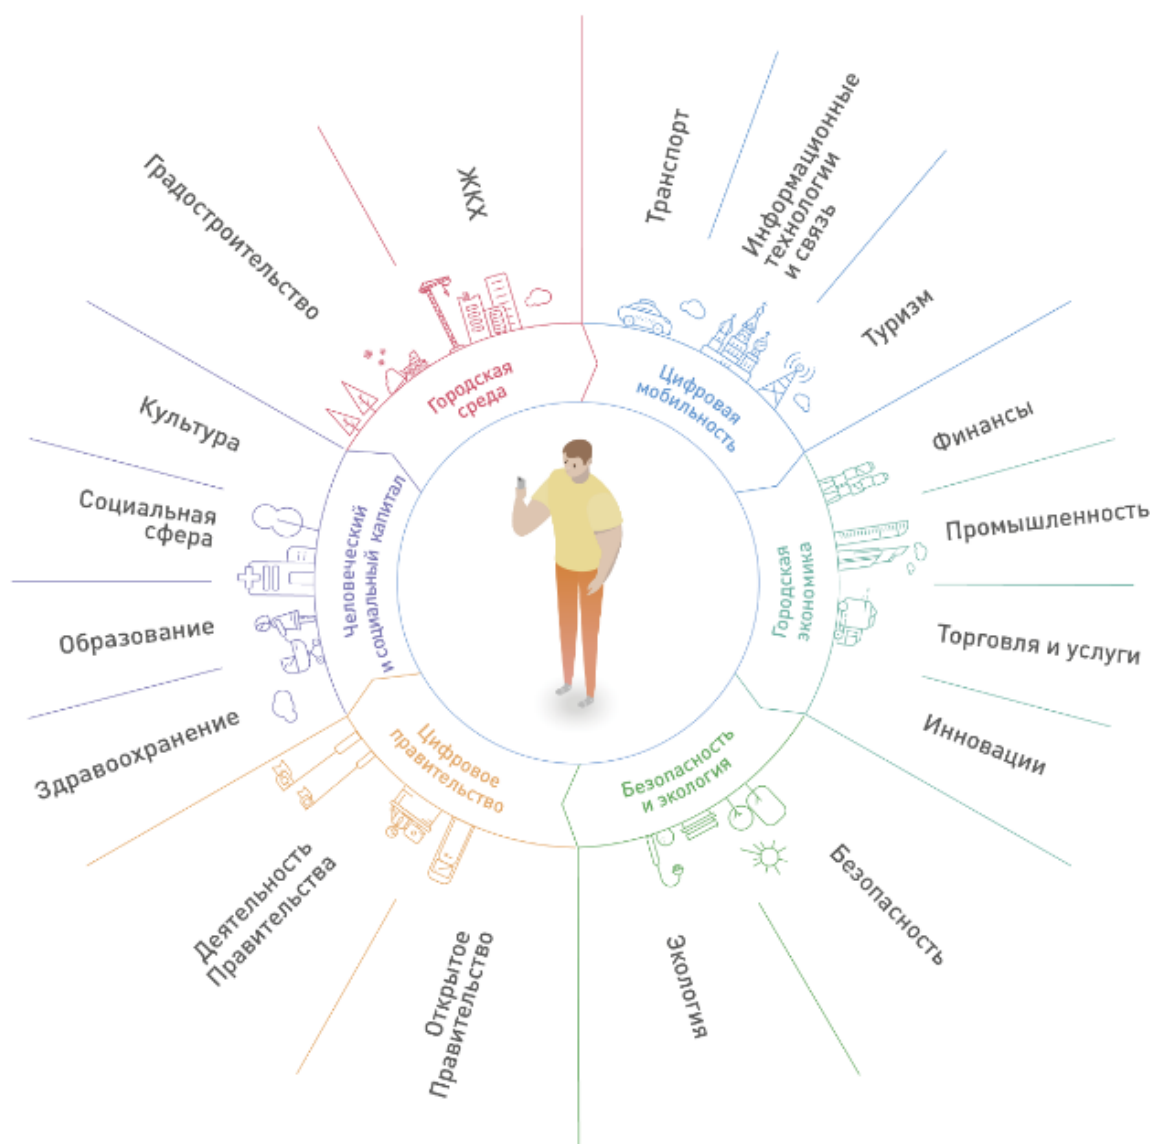 Транспорт
Информационные
технологии
и связь
Туризм
Цифровая
мобильность
Финансы
Промышленность
Торговля и услуги
Инновации
Городская
экономика
Безопасность
Экология
Безопасность
и экология
Открытое
Правительство
Деятельность
Правительства
Цифровое
правительство
Здравоохранение
Образование
Социальная
сфера
Культура
Человеческий
и социальный капитал
Градостроительство
ЖКХ
Городская
среда